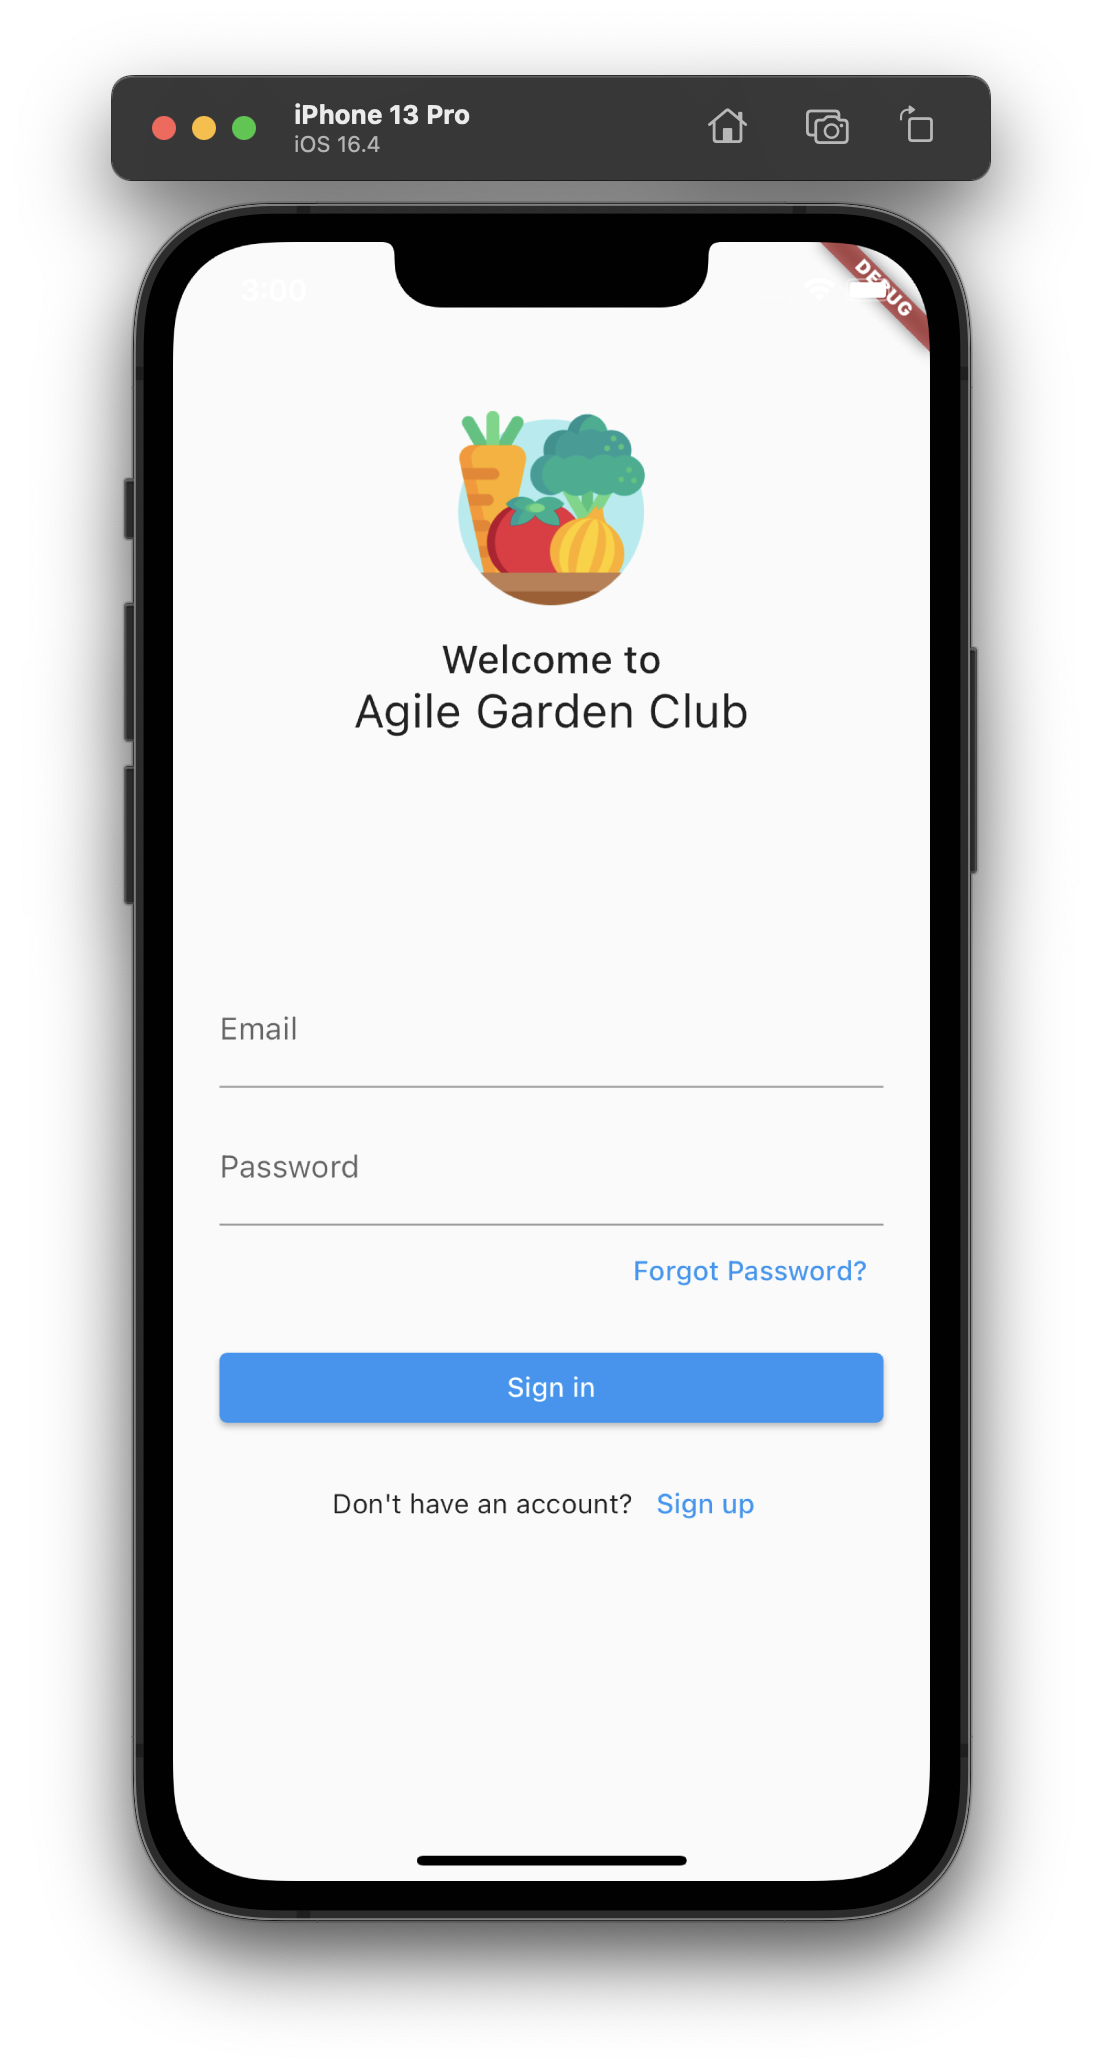 iPhone 13 Pro
iOS 16.4
3:00
DEBUG
Welcome to
Agile Garden Club
Email
Password
Forgot Password?
Sign in
Don't have an account? Sign up